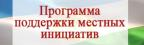 Программа
поддержки местных
инициатив